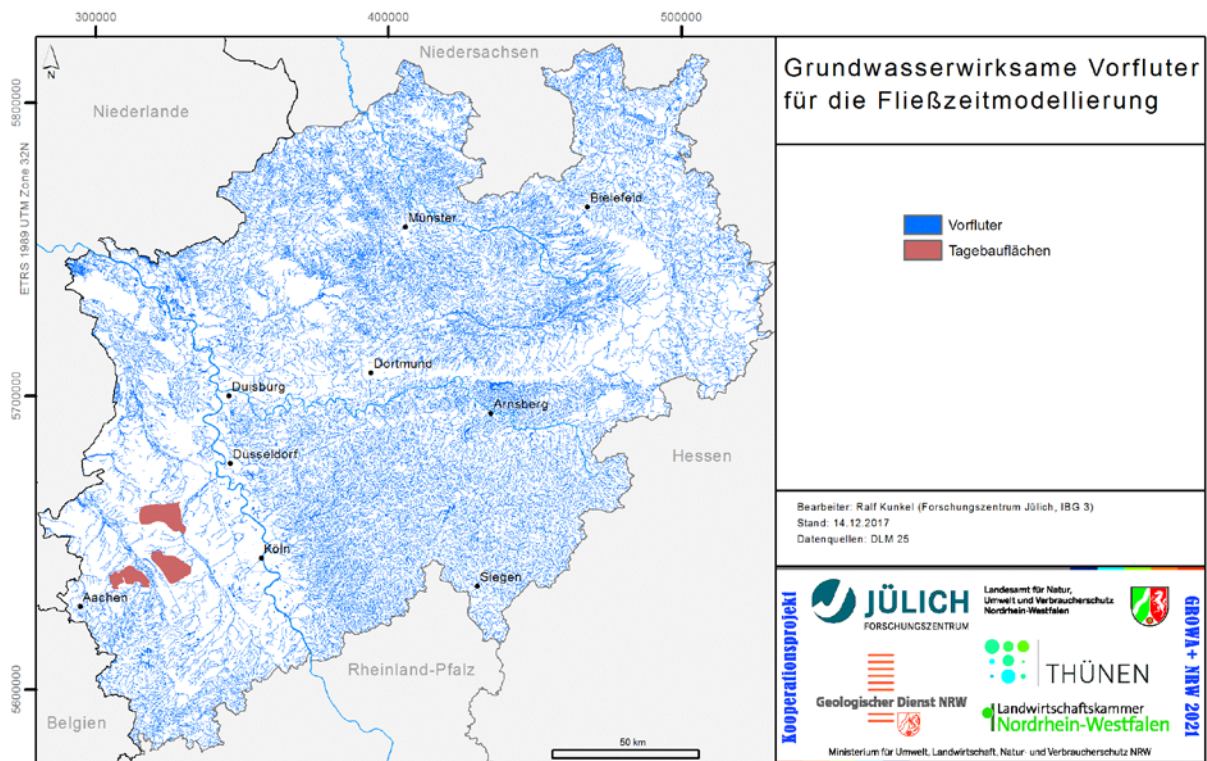 300000
400000
500000
5800000
5700000
5600000
ETRS 1989 UTM Zone 32N
N
Niederlande
Niedersachsen
Hessen
Rheinland-Pfalz
Belgien
Bielefeld
Münster
Dortmund
Duisburg
Arnsberg
Düsseldorf
Köln
Siegen
Aachen
50 km
Grundwasserwirksame Vorfluter
für die Fließzeitmodellierung
Vorfluter
Tagebauflächen
Bearbeiter: Ralf Kunkel (Forschungszentrum Jülich, IBG 3)
Stand: 14.12.2017
Datenquellen: DLM 25
Kooperationsprojekt
JÜLICH
FORSCHUNGSZENTRUM
Landesamt für Natur,
Umwelt und Verbraucherschutz
Nordrhein-Westfalen
THÜNEN
Geologischer Dienst NRW
Landwirtschaftskammer
Nordrhein-Westfalen
GROWA+ NRW 2021
Ministerium für Umwelt, Landwirtschaft, Natur- und Verbraucherschutz NRW